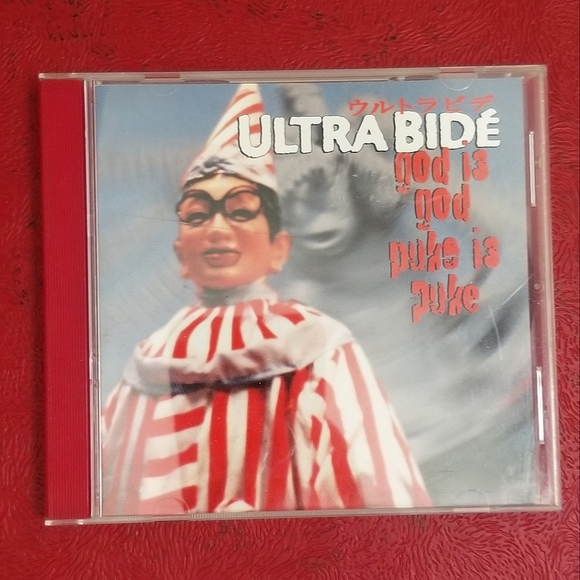 ウルトラビデ
ULTRA BIDÉ
god is
god
puke is
puke